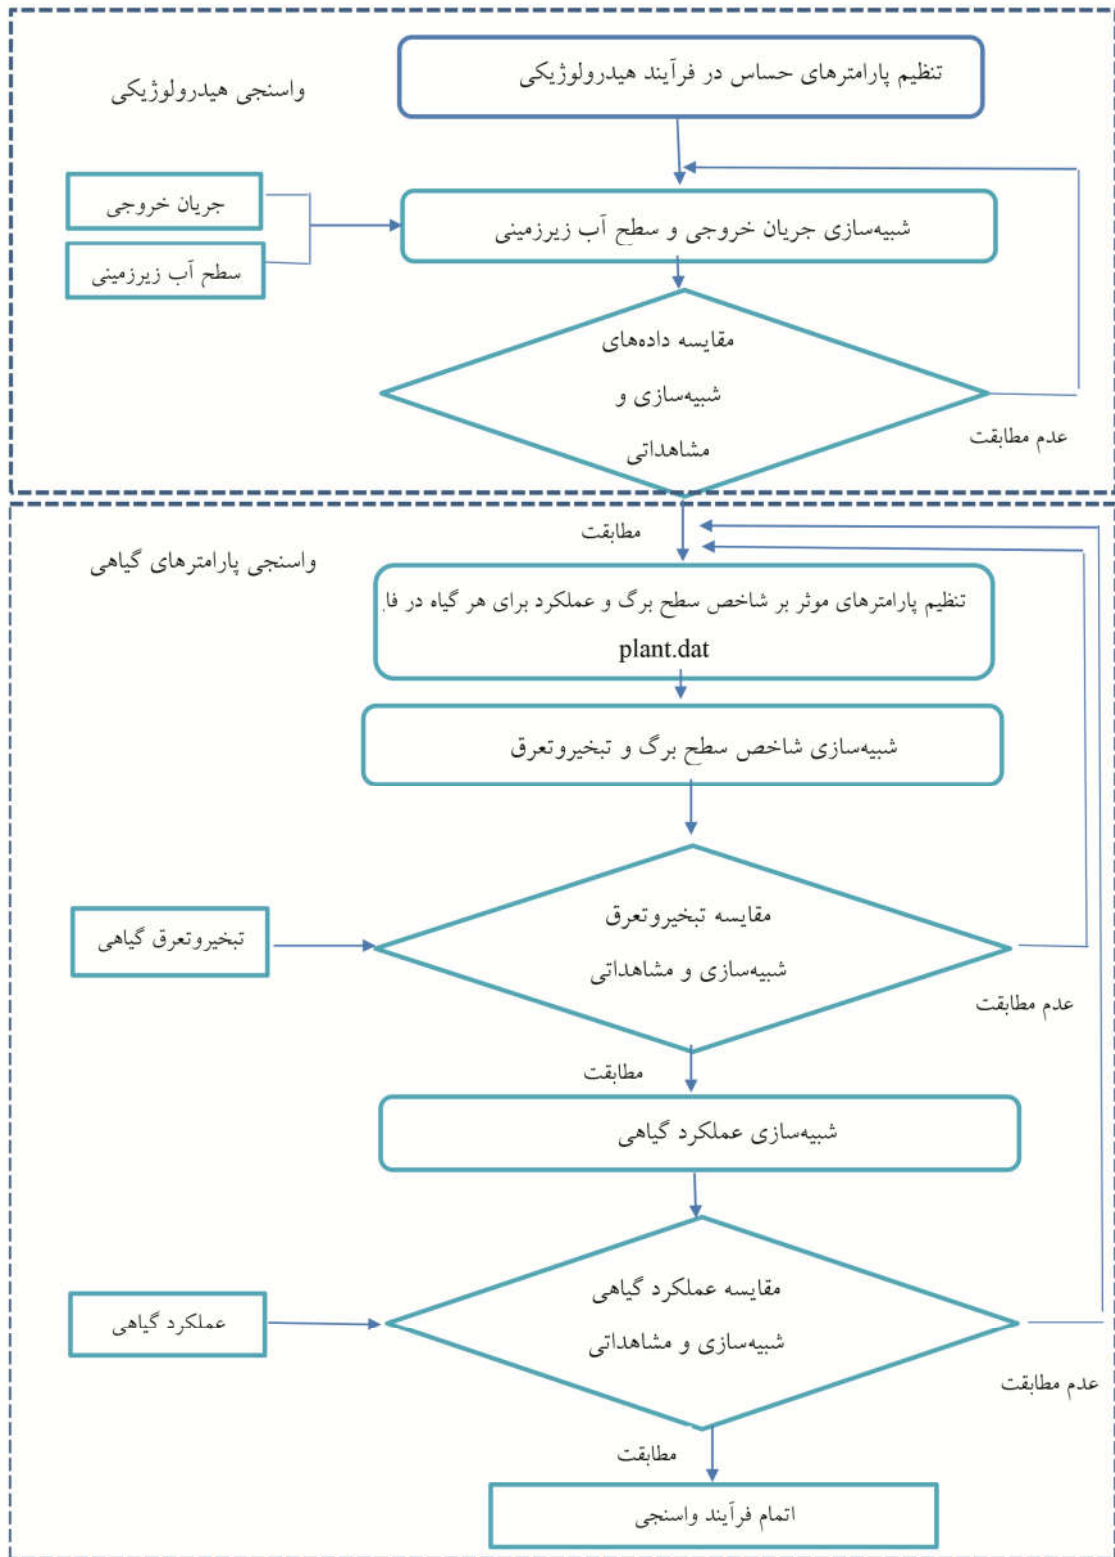 تنظیم پارامترهای حساس در فرآیند هیدرولوژیکی
واسنجی هیدرولوژیکی
جریان خروجی
شبیه‌سازی جریان خروجی و سطح آب زیرزمینی
سطح آب زیرزمینی
مقایسه داده‌های
شبیه‌سازی و
مشاهداتی
عدم مطابقت
مطابقت
واسنجی پارامترهای گیاهی
تنظیم پارامترهای موثر بر شاخص سطح برگ و عملکرد برای هر گیاه در فا
plant.dat
شبیه‌سازی شاخص سطح برگ و تبخیروتعرق
مقایسه تبخیروتعرق
تبخیروتعرق گیاهی
شبیه‌سازی و مشاهداتی
عدم مطابقت
مطابقت
شبیه‌سازی عملکرد گیاهی
مقایسه عملکرد گیاهی
عملکرد گیاهی
شبیه‌سازی و مشاهداتی
عدم مطابقت
مطابقت
اتمام فرآیند واسنجی